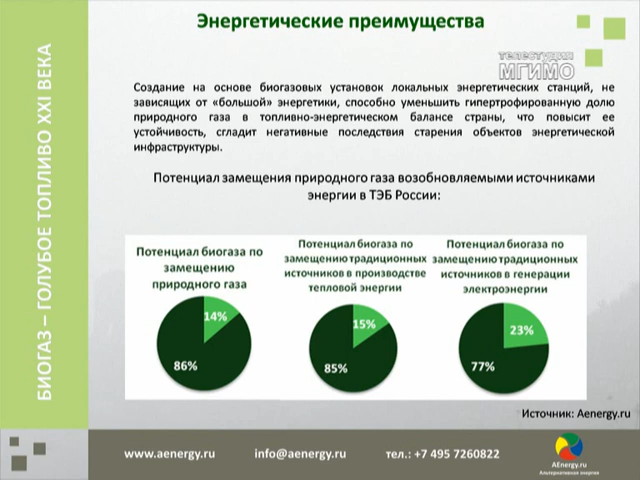 Энергетические преимущества
телестудия
МГИМО
БИОГАЗ – ГОЛУБОЕ ТОПЛИВО XXI ВЕКА
Создание на основе биогазовых установок локальных энергетических станций, не
зависящих от «большой» энергетики, способно уменьшить гипертрофированную долю
природного газа в топливно-энергетическом балансе страны, что повысит ее
устойчивость, сгладит негативные последствия старения объектов энергетической
инфраструктуры.
Потенциал замещения природного газа возобновляемыми источниками
энергии в ТЭБ России:
Потенциал биогаза по
замещению
природного газа
14%
86%
Потенциал биогаза по
замещению традиционных
источников в производстве
тепловой энергии
15%
85%
Потенциал биогаза по
замещению традиционных
источников в генерации
электроэнергии
23%
77%
Источник: Aenergy.ru
www.aenergy.ru
info@aenergy.ru
тел.: +7 495 7260822
AEnergy.ru
Альтернативная энергия